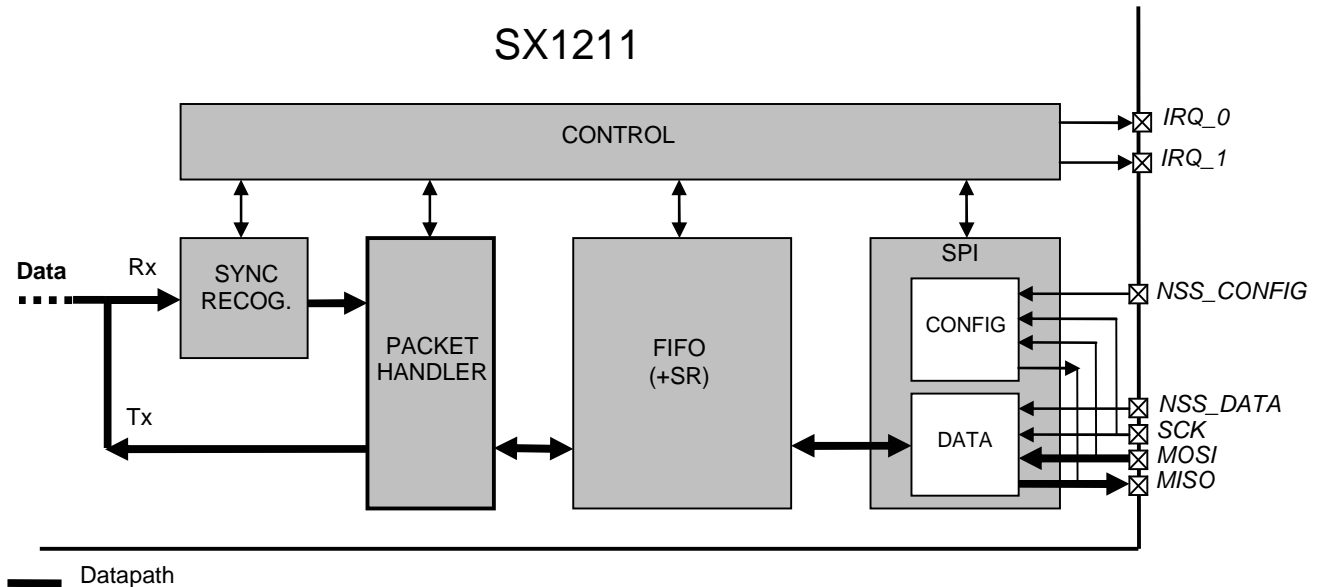 SX1211
CONTROL
IRQ_0
IRQ_1
SPI
Data
Rx
SYNC
RECOG.
NSS_CONFIG
CONFIG
PACKET
HANDLER
FIFO
(+SR)
Tx
NSS_DATA
SCK
DATA
MOSI
MISO
Datapath